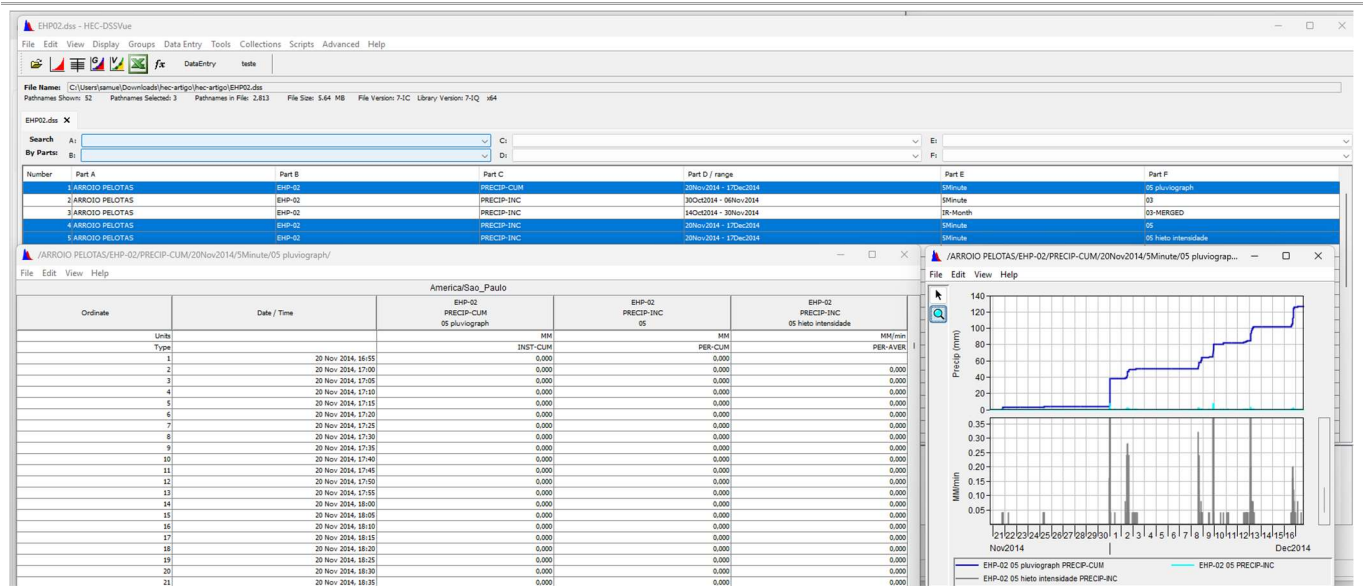 EHP02.dss - HEC-DSSVue
File Edit View Display Groups Data Entry Tools Collections Scripts Advanced Help
G V fx DataEntry teste
File Name: C:\Users\samue\Downloads\hec-artigo\hec-artigo\EHP02.dss
Pathnames Shown: 52 Pathnames Selected: 3 Pathnames in File: 2.813 File Size: 5.64 MB File Version: 7-IC Library Version: 7-IQ x64
EHP02.dss X
Search A: C: E:
By Parts: B: D: F:
Number Part A Part B Part C Part D / range Part E Part F
1 ARROIO PELOTAS EHP-02 PRECIP-CUM 20Nov2014 - 17Dec2014 5Minute 05 pluviograph
2 ARROIO PELOTAS EHP-02 PRECIP-INC 30Oct2014 - 06Nov2014 5Minute 03
3 ARROIO PELOTAS EHP-02 PRECIP-INC 14Oct2014 - 30Nov2014 IR-Month 03-MERGED
4 ARROIO PELOTAS EHP-02 PRECIP-INC 20Nov2014 - 17Dec2014 5Minute 05
5 ARROIO PELOTAS EHP-02 PRECIP-INC 20Nov2014 - 17Dec2014 5Minute 05 hieto intensidade
/ARROIO PELOTAS/EHP-02/PRECIP-CUM/20Nov2014/5Minute/05 pluviograph/
File Edit View Help
America/Sao_Paulo
Ordinate Date / Time EHP-02 EHP-02 EHP-02
PRECIP-CUM PRECIP-INC PRECIP-INC
05 pluviograph 05 05 hieto intensidade
Units MM MM MM/min
Type INST-CUM PER-CUM PER-AVER
1 20 Nov 2014, 16:55 0,000 0,000
2 20 Nov 2014, 17:00 0,000 0,000 0,000
3 20 Nov 2014, 17:05 0,000 0,000 0,000
4 20 Nov 2014, 17:10 0,000 0,000 0,000
5 20 Nov 2014, 17:15 0,000 0,000 0,000
6 20 Nov 2014, 17:20 0,000 0,000 0,000
7 20 Nov 2014, 17:25 0,000 0,000 0,000
8 20 Nov 2014, 17:30 0,000 0,000 0,000
9 20 Nov 2014, 17:35 0,000 0,000 0,000
10 20 Nov 2014, 17:40 0,000 0,000 0,000
11 20 Nov 2014, 17:45 0,000 0,000 0,000
12 20 Nov 2014, 17:50 0,000 0,000 0,000
13 20 Nov 2014, 17:55 0,000 0,000 0,000
14 20 Nov 2014, 18:00 0,000 0,000 0,000
15 20 Nov 2014, 18:05 0,000 0,000 0,000
16 20 Nov 2014, 18:10 0,000 0,000 0,000
17 20 Nov 2014, 18:15 0,000 0,000 0,000
18 20 Nov 2014, 18:20 0,000 0,000 0,000
19 20 Nov 2014, 18:25 0,000 0,000 0,000
20 20 Nov 2014, 18:30 0,000 0,000 0,000
21 20 Nov 2014, 18:35 0,000 0,000 0,000
/ARROIO PELOTAS/EHP-02/PRECIP-CUM/20Nov2014/5Minute/05 pluviograp...
File Edit View Help
Precip (mm)
140
120
100
80
60
40
20
0
MM/min
0.35
0.30
0.25
0.20
0.15
0.10
0.05
21 22 23 24 25 26 27 28 29 30 1 2 3 4 5 6 7 8 9 10 11 12 13 14 15 16
Nov2014 Dec2014
EHP-02 05 pluviograph PRECIP-CUM EHP-02 05 PRECIP-INC
EHP-02 05 hieto intensidade PRECIP-INC